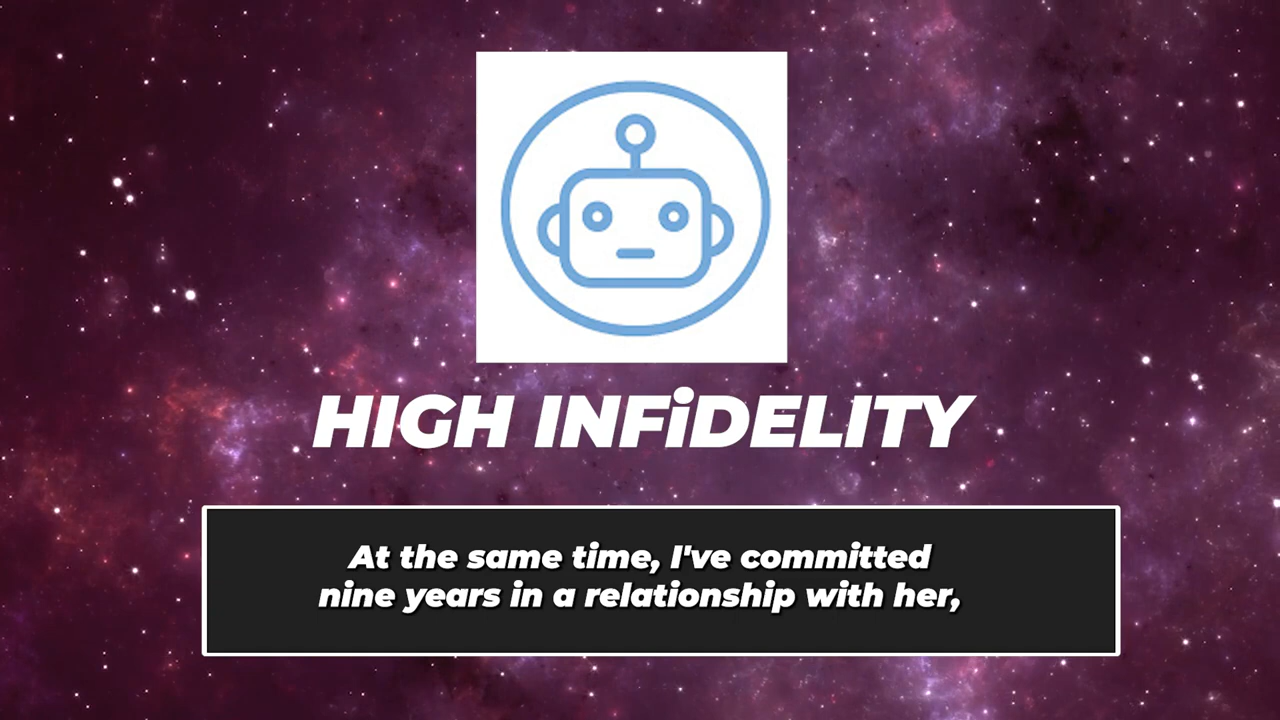 HIGH INFiDELITY
At the same time, I've committed
nine years in a relationship with her,